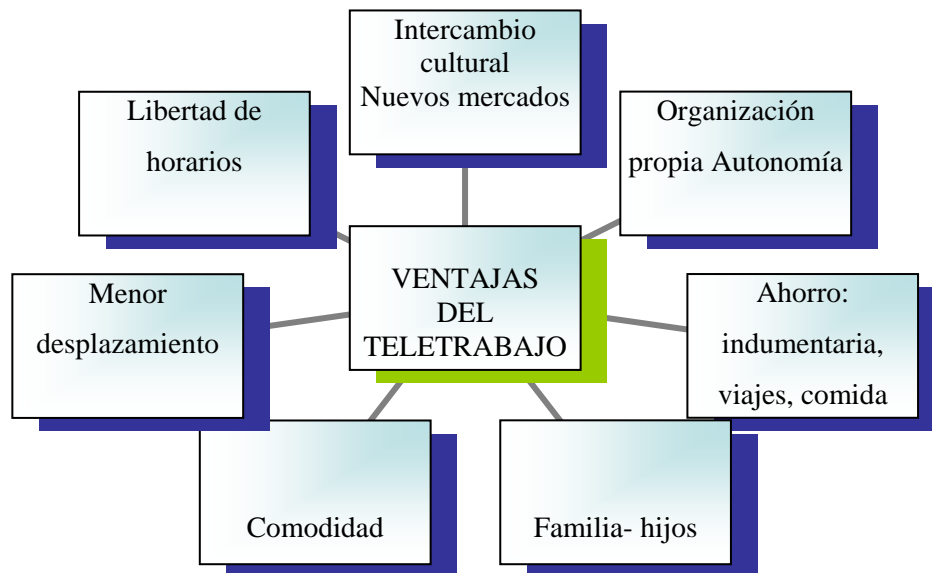 Intercambio
cultural
Nuevos mercados
Libertad de
horarios
Organización
propia Autonomía
VENTAJAS
DEL
TELETRABAJO
Menor
desplazamiento
Ahorro:
indumentaria,
viajes, comida
Comodidad
Familia- hijos